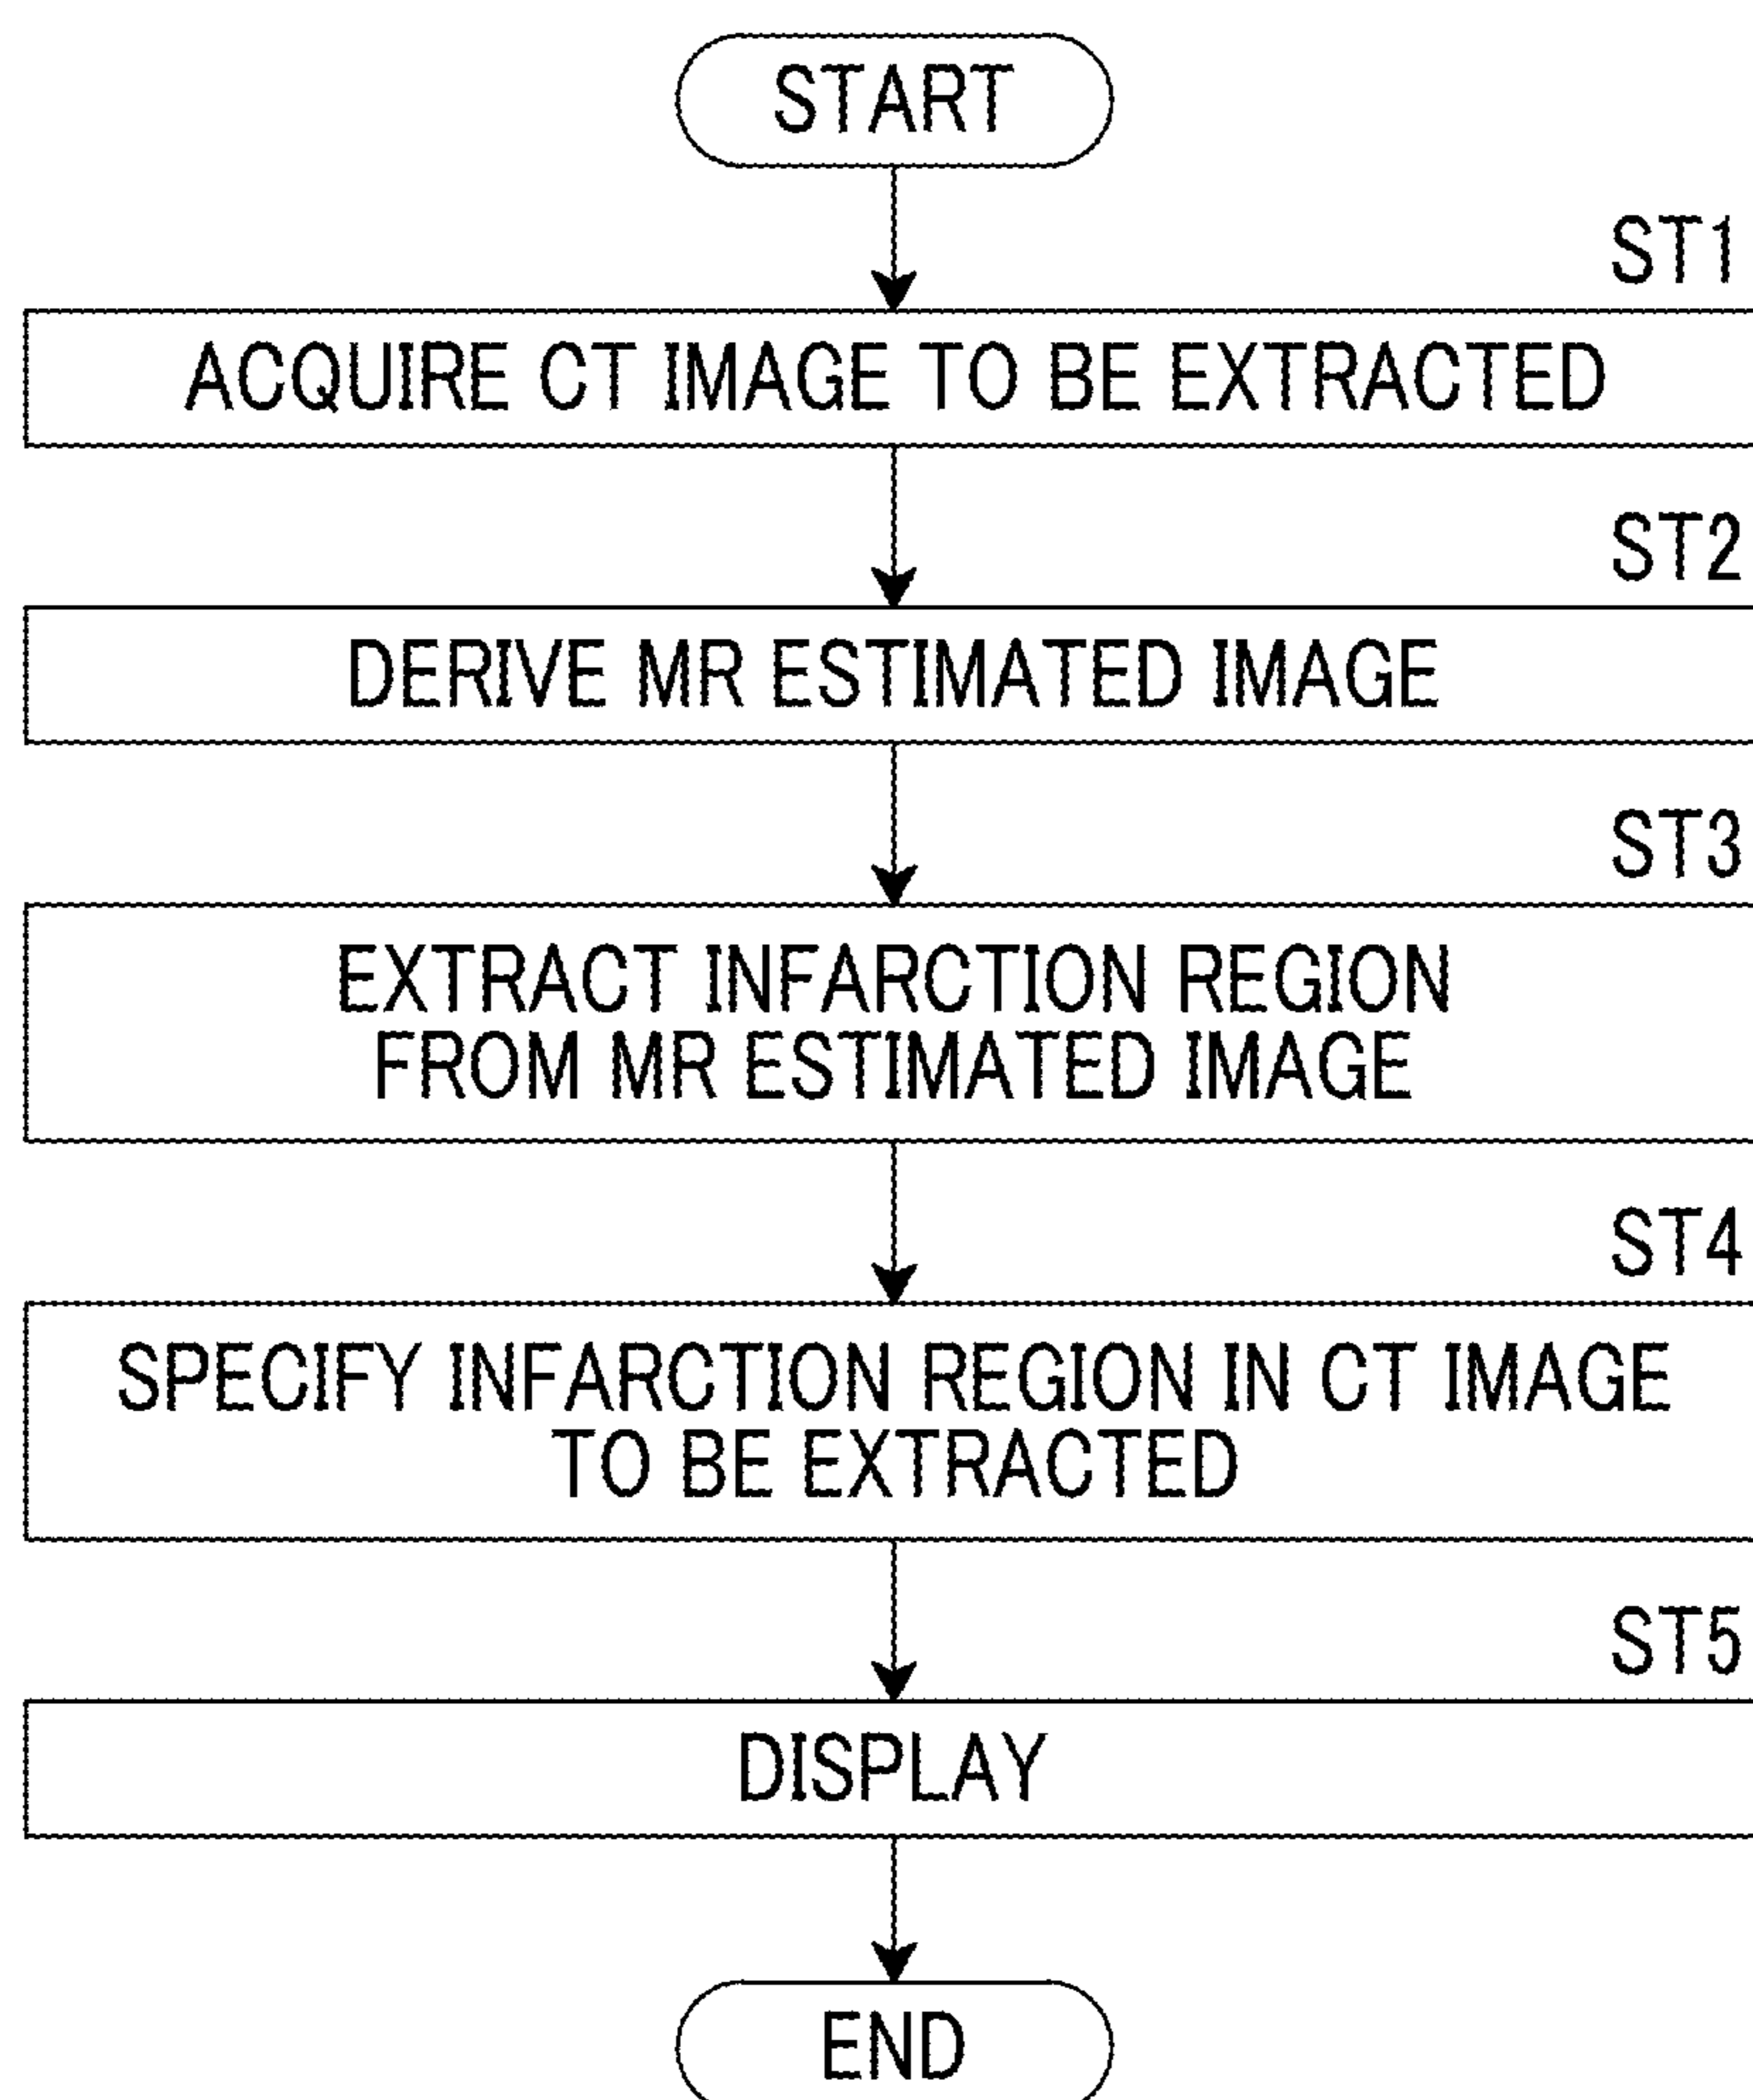 START
ST1
ACQUIRE CT IMAGE TO BE EXTRACTED
ST2
DERIVE MR ESTIMATED IMAGE
ST3
EXTRACT INFARCTION REGION
FROM MR ESTIMATED IMAGE
ST4
SPECIFY INFARCTION REGION IN CT IMAGE
TO BE EXTRACTED
ST5
DISPLAY
END